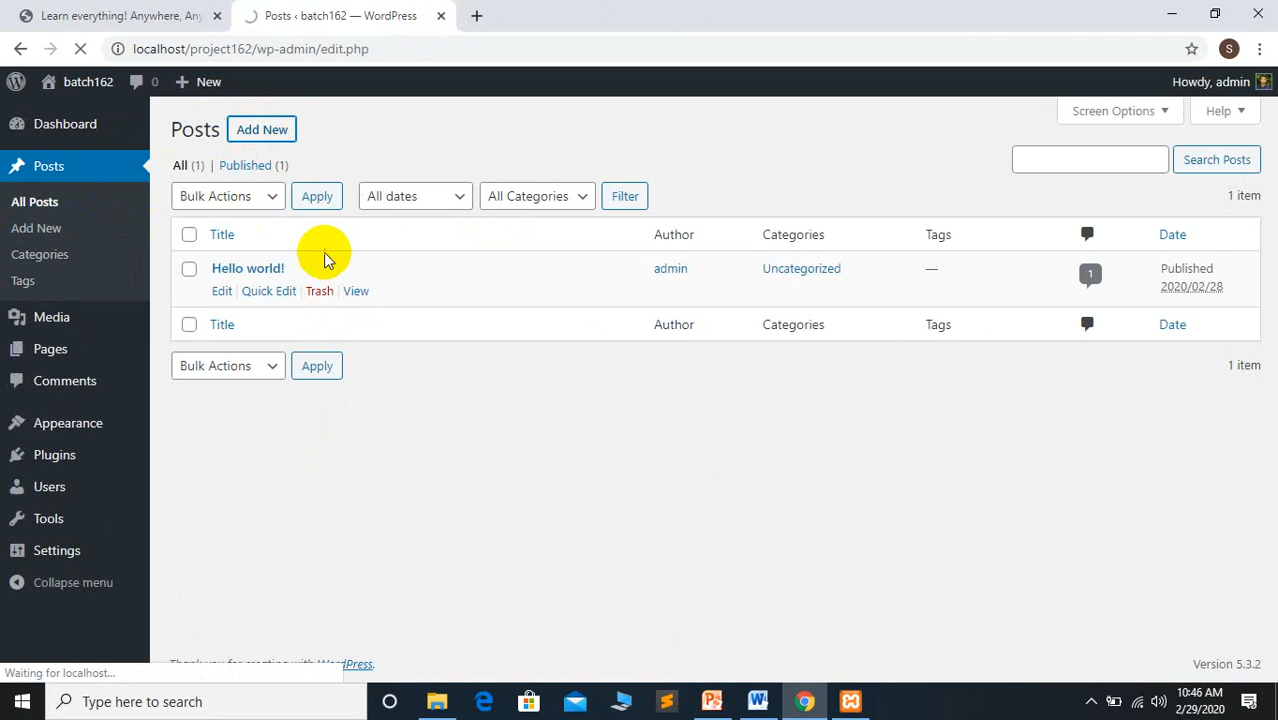 Learn everything! Anywhere, Any
Posts ‹ batch162 — WordPress
localhost/project162/wp-admin/edit.php
S
batch162
0
New
Howdy, admin
Dashboard
Posts
All Posts
Add New
Categories
Tags
Media
Pages
Comments
Appearance
Plugins
Users
Tools
Settings
Collapse menu
Screen Options
Help
Posts
Add New
All (1) | Published (1)
Search Posts
Bulk Actions
Apply
All dates
All Categories
Filter
1 item
Title Author Categories Tags Date
Hello world! admin Uncategorized — 1 Published
2020/02/28
Edit | Quick Edit | Trash | View
Title Author Categories Tags Date
Bulk Actions
Apply
1 item
Thank you for creating with WordPress.
Version 5.3.2
Waiting for localhost...
Type here to search
10:46 AM
2/29/2020